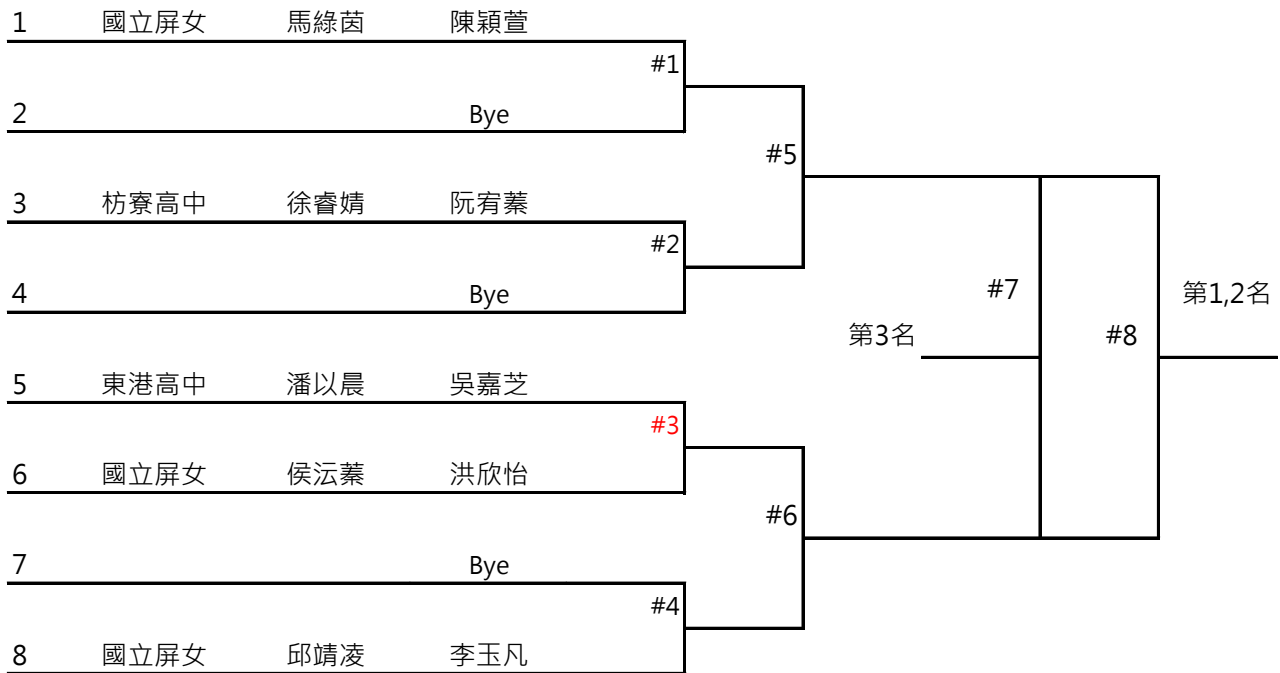 1 國立屏女 馬綠茵 陳穎萱
#1
2 Bye
#5
3 枋寮高中 徐睿婧 阮宥蓁
#2
4 Bye
#7 第1,2名
第3名 #8
5 東港高中 潘以晨 吳嘉芝
#3
6 國立屏女 侯沄蓁 洪欣怡
#6
7 Bye
#4
8 國立屏女 邱靖凌 李玉凡